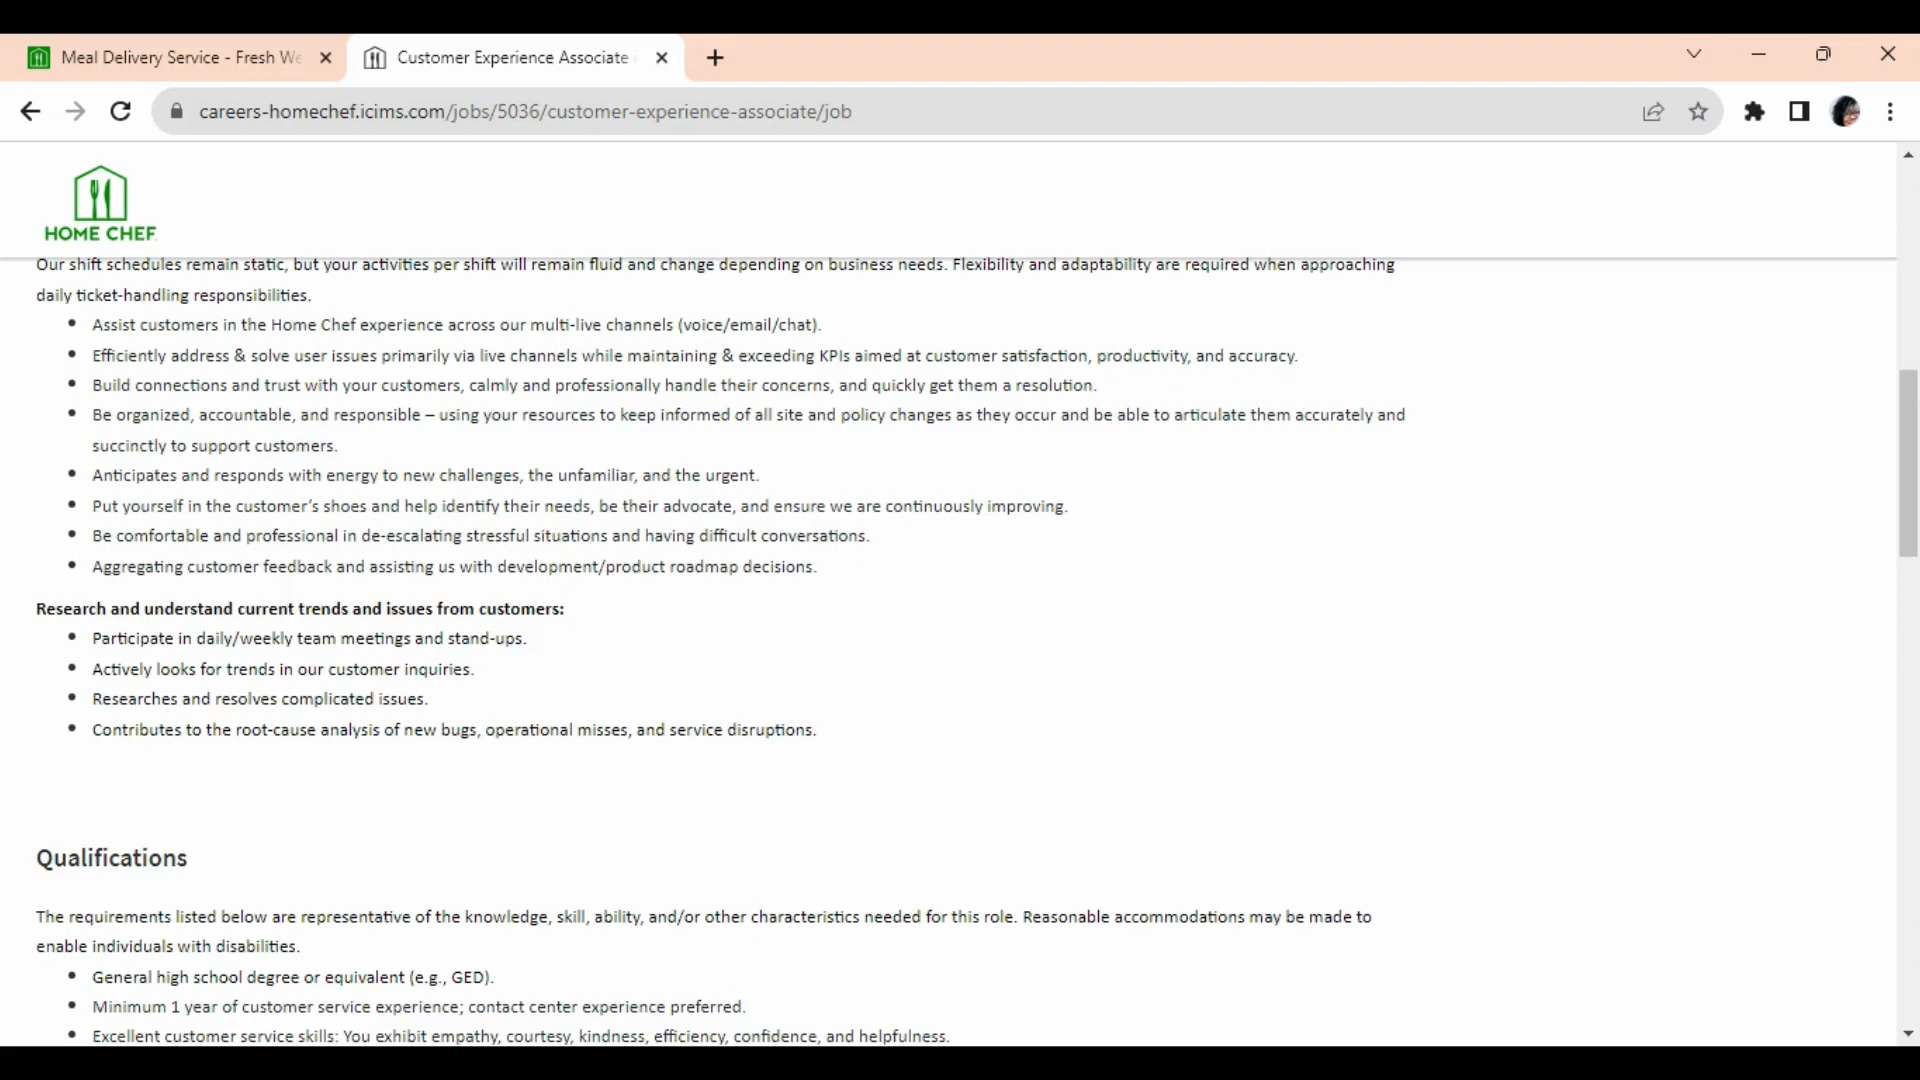 Meal Delivery Service - Fresh We
Customer Experience Associate
careers-homechef.icims.com/jobs/5036/customer-experience-associate/job
HOME CHEF
Our shift schedules remain static, but your activities per shift will remain fluid and change depending on business needs. Flexibility and adaptability are required when approaching
daily ticket-handling responsibilities.
• Assist customers in the Home Chef experience across our multi-live channels (voice/email/chat).
• Efficiently address & solve user issues primarily via live channels while maintaining & exceeding KPIs aimed at customer satisfaction, productivity, and accuracy.
• Build connections and trust with your customers, calmly and professionally handle their concerns, and quickly get them a resolution.
• Be organized, accountable, and responsible – using your resources to keep informed of all site and policy changes as they occur and be able to articulate them accurately and
succinctly to support customers.
• Anticipates and responds with energy to new challenges, the unfamiliar, and the urgent.
• Put yourself in the customer’s shoes and help identify their needs, be their advocate, and ensure we are continuously improving.
• Be comfortable and professional in de-escalating stressful situations and having difficult conversations.
• Aggregating customer feedback and assisting us with development/product roadmap decisions.
Research and understand current trends and issues from customers:
• Participate in daily/weekly team meetings and stand-ups.
• Actively looks for trends in our customer inquiries.
• Researches and resolves complicated issues.
• Contributes to the root-cause analysis of new bugs, operational misses, and service disruptions.
Qualifications
The requirements listed below are representative of the knowledge, skill, ability, and/or other characteristics needed for this role. Reasonable accommodations may be made to
enable individuals with disabilities.
• General high school degree or equivalent (e.g., GED).
• Minimum 1 year of customer service experience; contact center experience preferred.
• Excellent customer service skills: You exhibit empathy, courtesy, kindness, efficiency, confidence, and helpfulness.